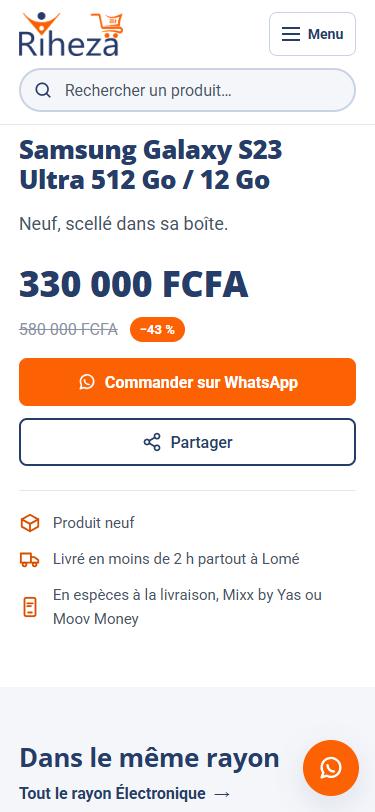 Riheza
Menu
Rechercher un produit...
Samsung Galaxy S23
Ultra 512 Go / 12 Go
Neuf, scellé dans sa boîte.
330 000 FCFA
580 000 FCFA
−43 %
Commander sur WhatsApp
Partager
Produit neuf
Livré en moins de 2 h partout à Lomé
En espèces à la livraison, Mixx by Yas ou
Moov Money
Dans le même rayon
Tout le rayon Électronique →